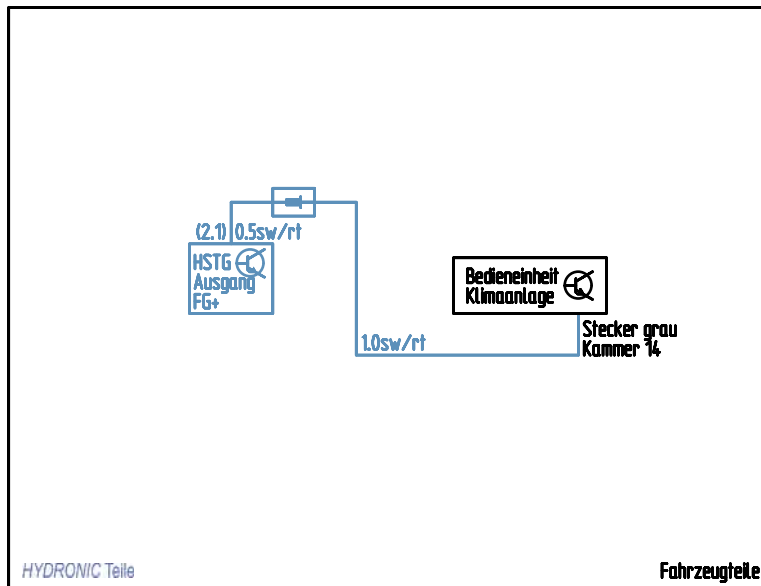 (2.1) 0.5sw/rt
HSTG
Ausgang
FG+
Bedieneinheit
Klimaanlage
Stecker grau
Kammer 14
1.0sw/rt
HYDRONIC Teile
Fahrzeugteile